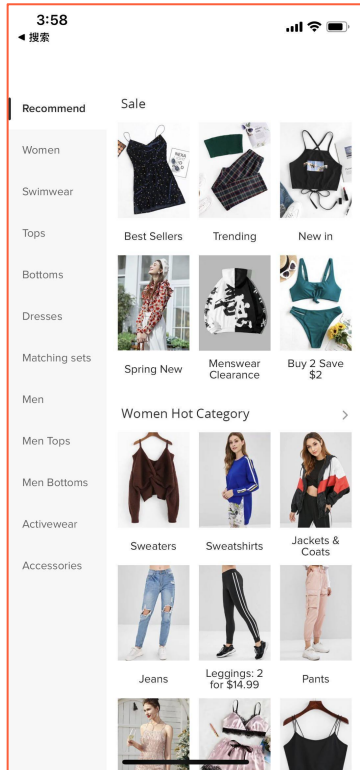 3:58
◀ 搜索
Recommend
Women
Swimwear
Tops
Bottoms
Dresses
Matching sets
Men
Men Tops
Men Bottoms
Activewear
Accessories
Sale
Best Sellers
Trending
New in
Spring New
Menswear
Clearance
Buy 2 Save
$2
Women Hot Category
Sweaters
Sweatshirts
Jackets &
Coats
Jeans
Leggings: 2
for $14.99
Pants